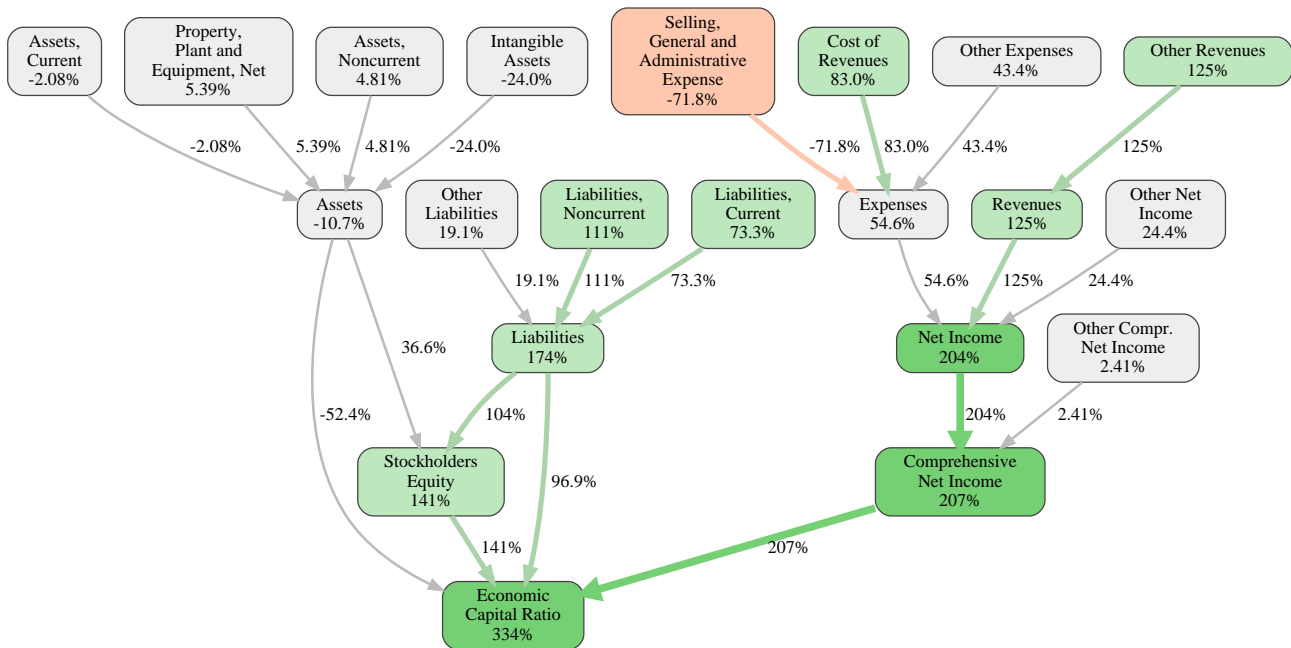 Assets,
Current
-2.08%
Property,
Plant and
Equipment, Net
5.39%
Assets,
Noncurrent
4.81%
Intangible
Assets
-24.0%
Selling,
General and
Administrative
Expense
-71.8%
Cost of
Revenues
83.0%
Other Expenses
43.4%
Other Revenues
125%
-2.08%
5.39%
4.81%
-24.0%
-71.8%
83.0%
43.4%
125%
Assets
-10.7%
Other
Liabilities
19.1%
Liabilities,
Noncurrent
111%
Liabilities,
Current
73.3%
Expenses
54.6%
Revenues
125%
Other Net
Income
24.4%
19.1%
111%
73.3%
54.6%
125%
24.4%
Liabilities
174%
Net Income
204%
Other Compr.
Net Income
2.41%
36.6%
-52.4%
104%
204%
2.41%
Stockholders
Equity
141%
96.9%
Comprehensive
Net Income
207%
141%
207%
Economic
Capital Ratio
334%